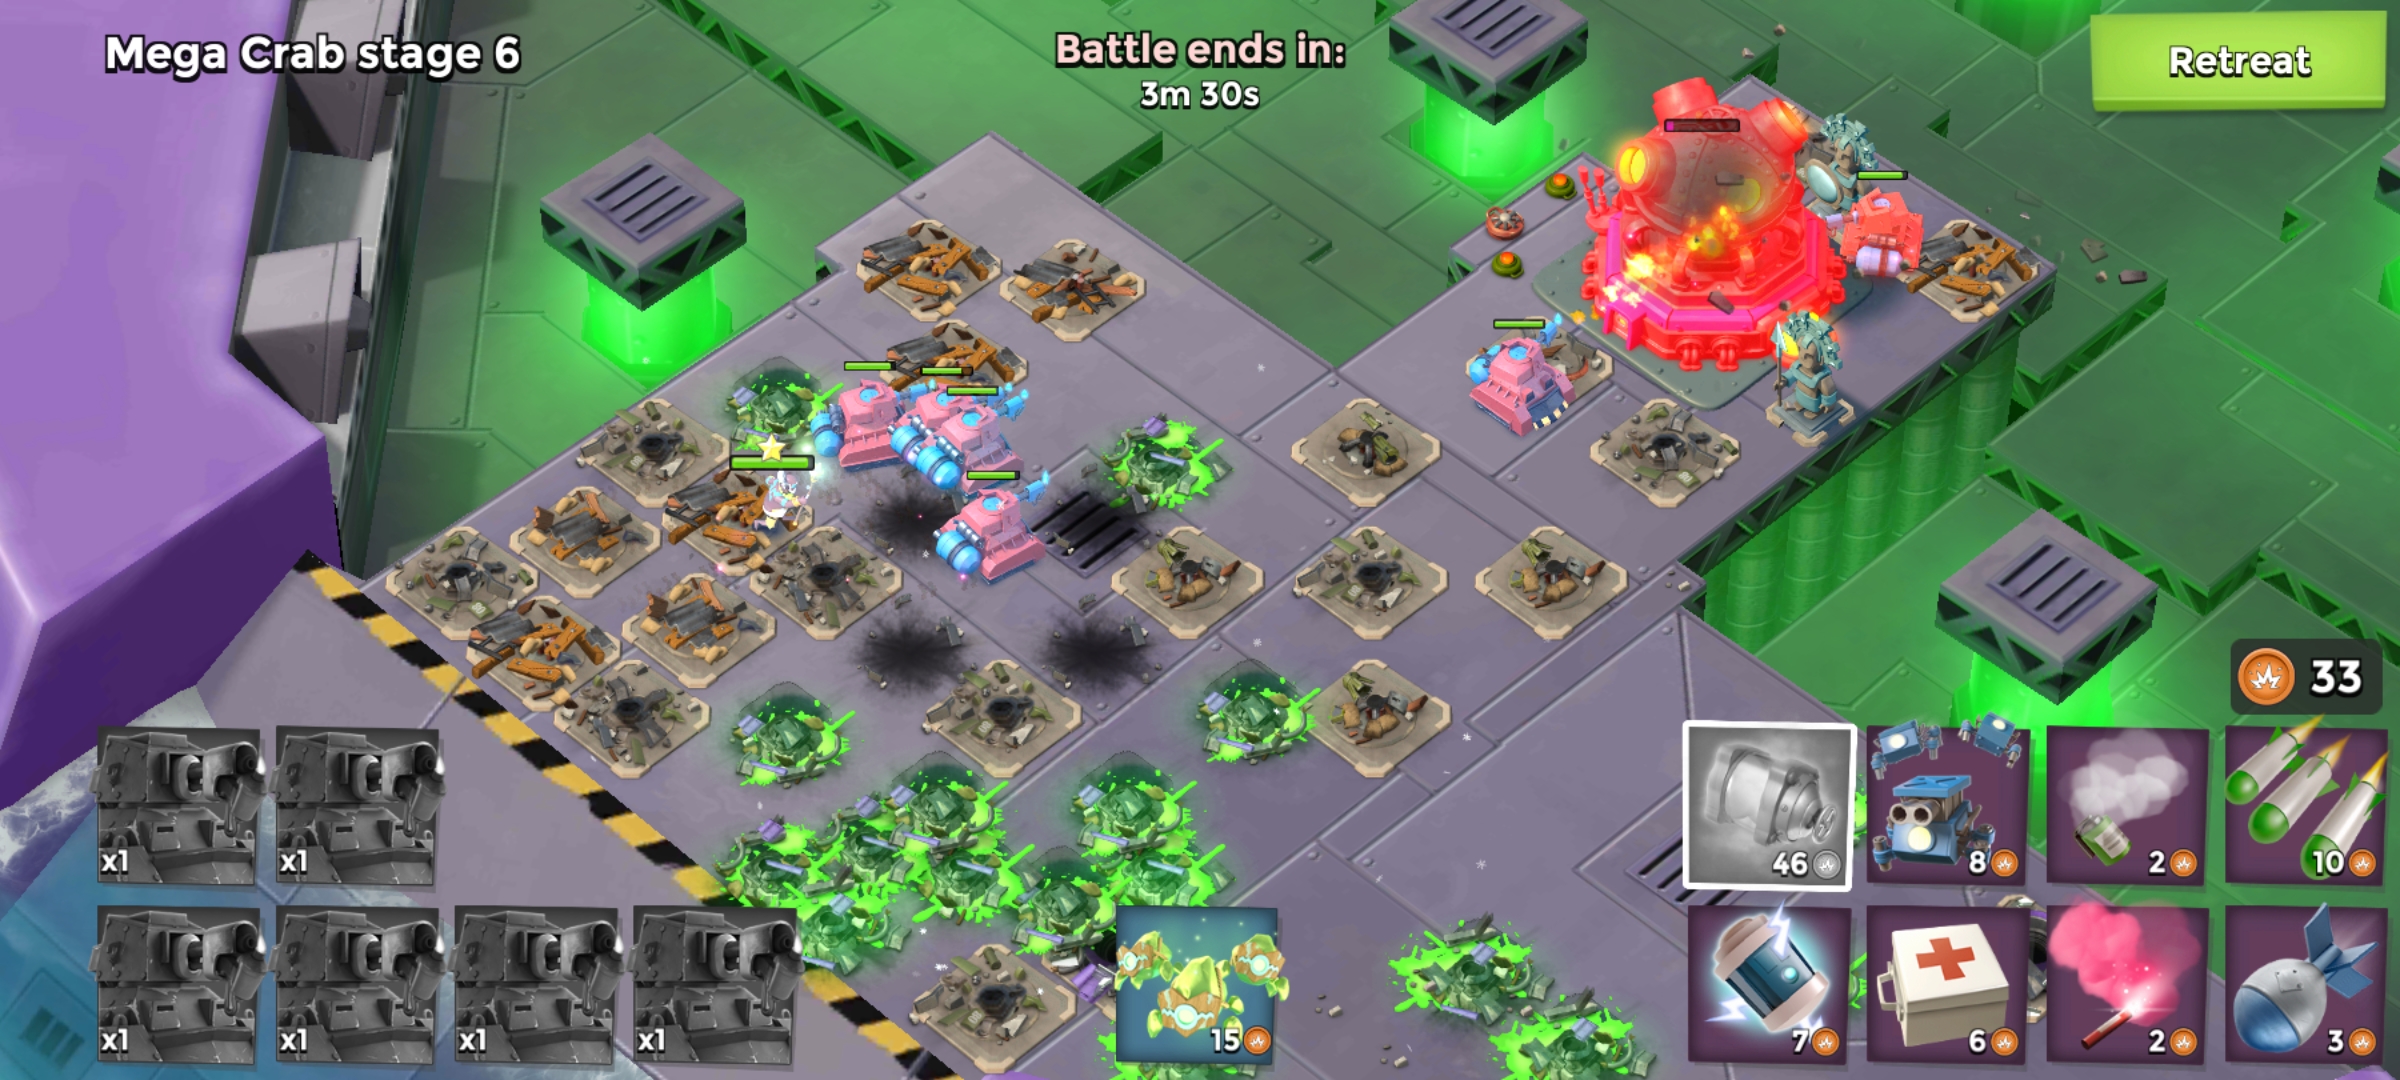 Mega Crab stage 6
Battle ends in:
3m 30s
Retreat
33
46
8
2
10
x1
x1
x1
x1
x1
x1
15
7
6
2
3